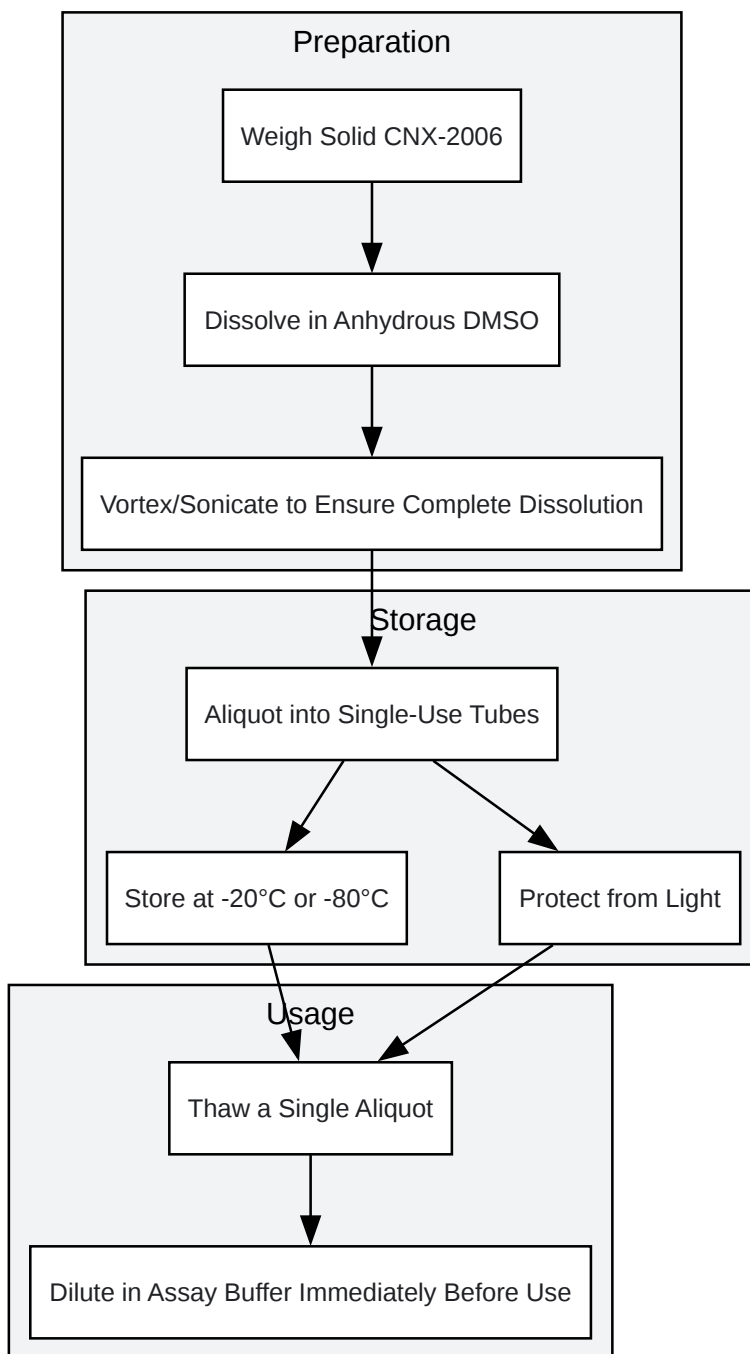 Preparation
Weigh Solid CNX-2006
Dissolve in Anhydrous DMSO
Vortex/Sonicate to Ensure Complete Dissolution
Storage
Aliquot into Single-Use Tubes
Store at -20°C or -80°C
Protect from Light
Usage
Thaw a Single Aliquot
Dilute in Assay Buffer Immediately Before Use